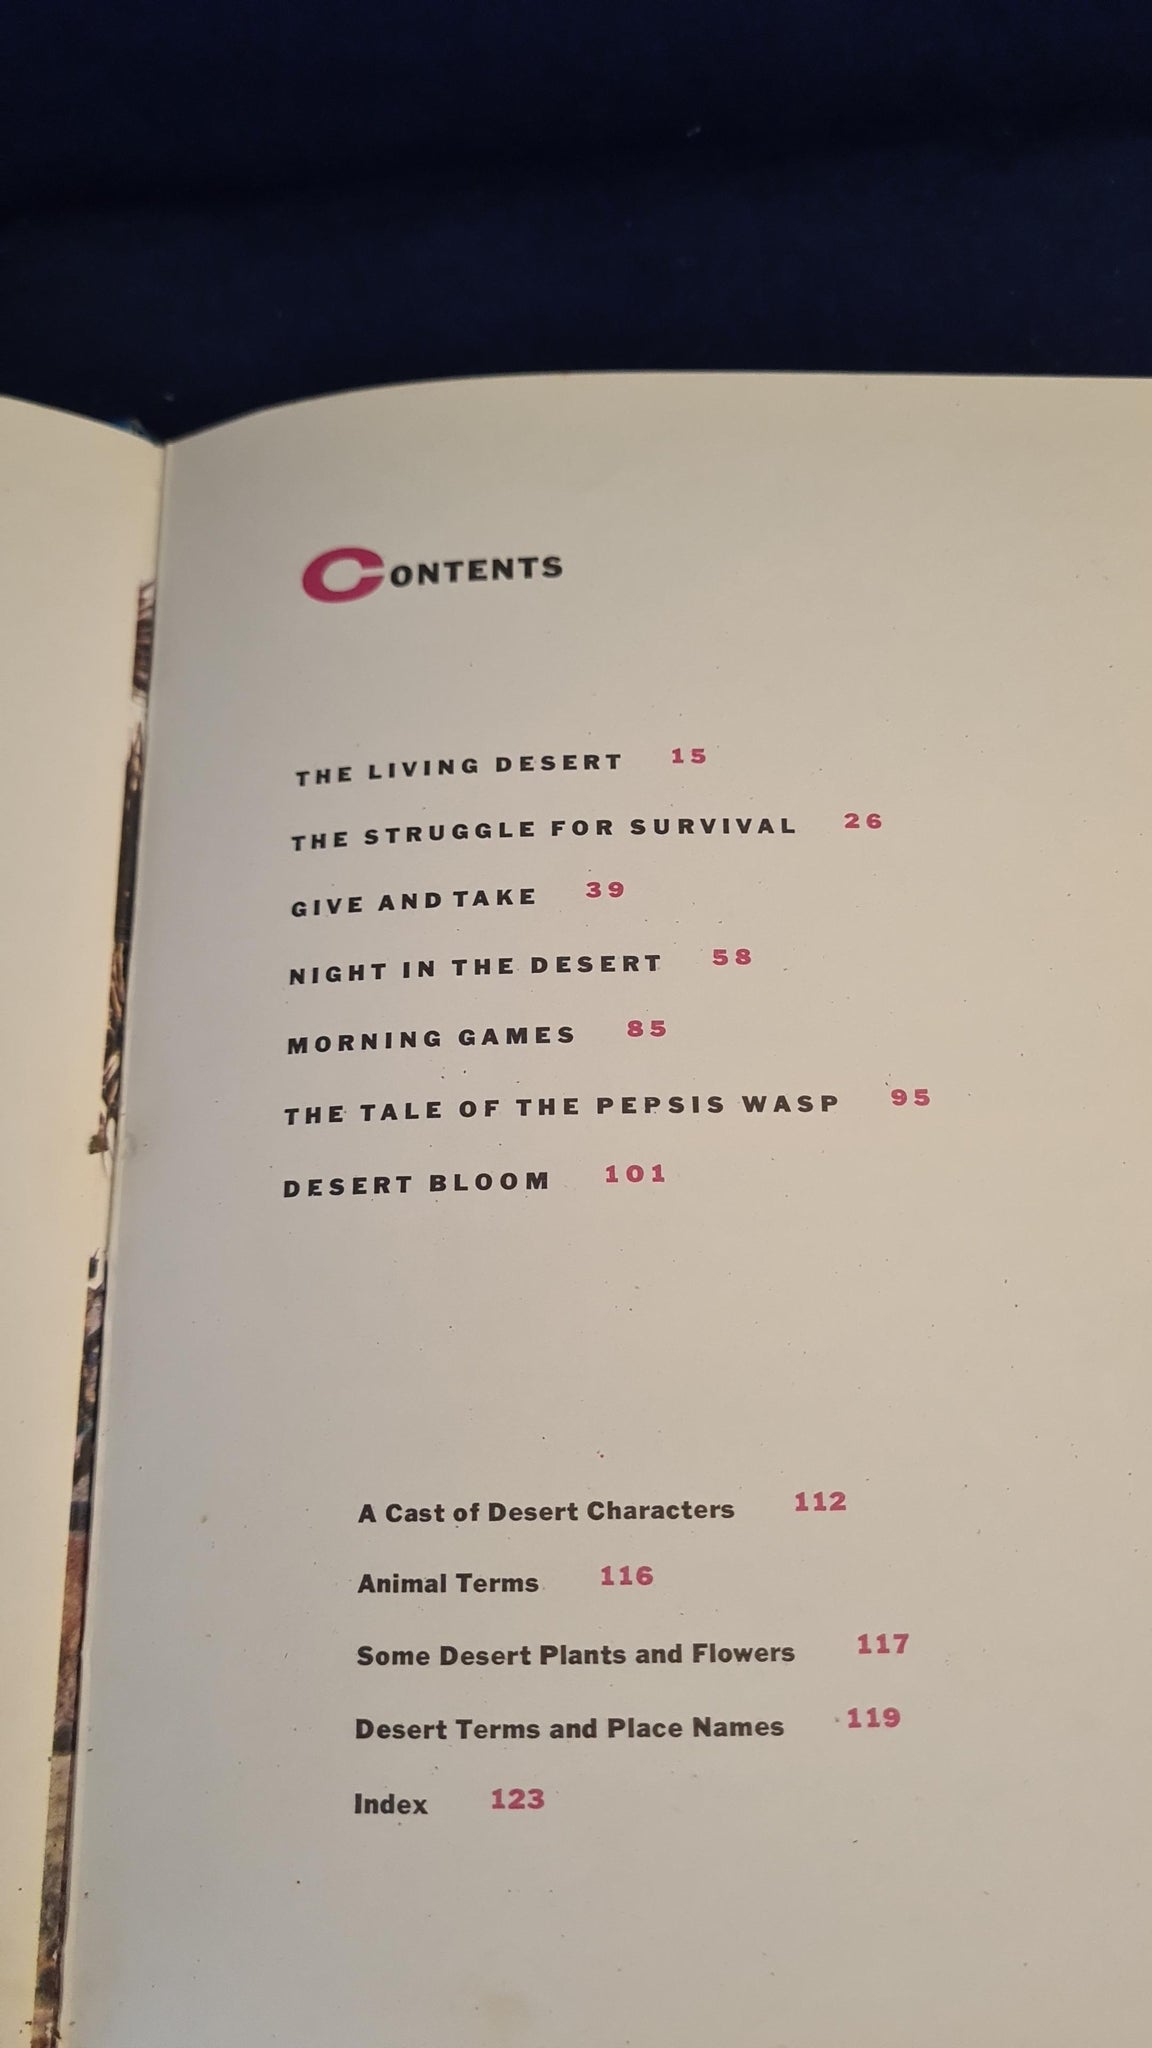 CONTENTS
THE LIVING DESERT 15
THE STRUGGLE FOR SURVIVAL 26
GIVE AND TAKE 39
NIGHT IN THE DESERT 58
MORNING GAMES 85
THE TALE OF THE PEPSIS WASP 95
DESERT BLOOM 101
A Cast of Desert Characters 112
Animal Terms 116
Some Desert Plants and Flowers 117
Desert Terms and Place Names 119
Index 123